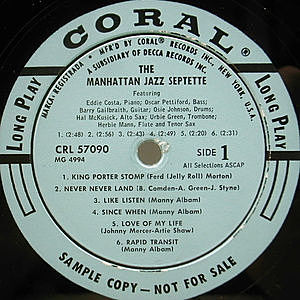 CORAL
LONG PLAY
LONG PLAY
MARCA REGISTRADA • MF'D BY CORAL® RECORDS INC., NEW YORK, U.S.A.
A SUBSIDIARY OF DECCA RECORDS INC.
THE
MANHATTAN JAZZ SEPTETTE
Featuring
Eddie Costa, Piano; Oscar Pettiford, Bass;
Barry Gailbraith, Guitar; Osie Johnson, Drums;
Hal McKusick, Alto Sax; Urbie Green, Trombone;
Herbie Mann, Flute and Tenor Sax
1. (2:48) 2. (2:56) 3. (2:43) 4. (2:50) 5. (2:20) 6. (2:31)
CRL 57090
MG 4994
SIDE 1
All Selections ASCAP
1. KING PORTER STOMP (Ferd (Jelly Roll) Morton)
2. NEVER NEVER LAND (B. Comden-A. Green-J. Styne)
3. LIKE LISTEN (Manny Albam)
4. SINCE WHEN (Manny Albam)
5. LOVE OF MY LIFE
(Johnny Mercer-Artie Shaw)
6. RAPID TRANSIT
(Manny Albam)
SAMPLE COPY—NOT FOR SALE